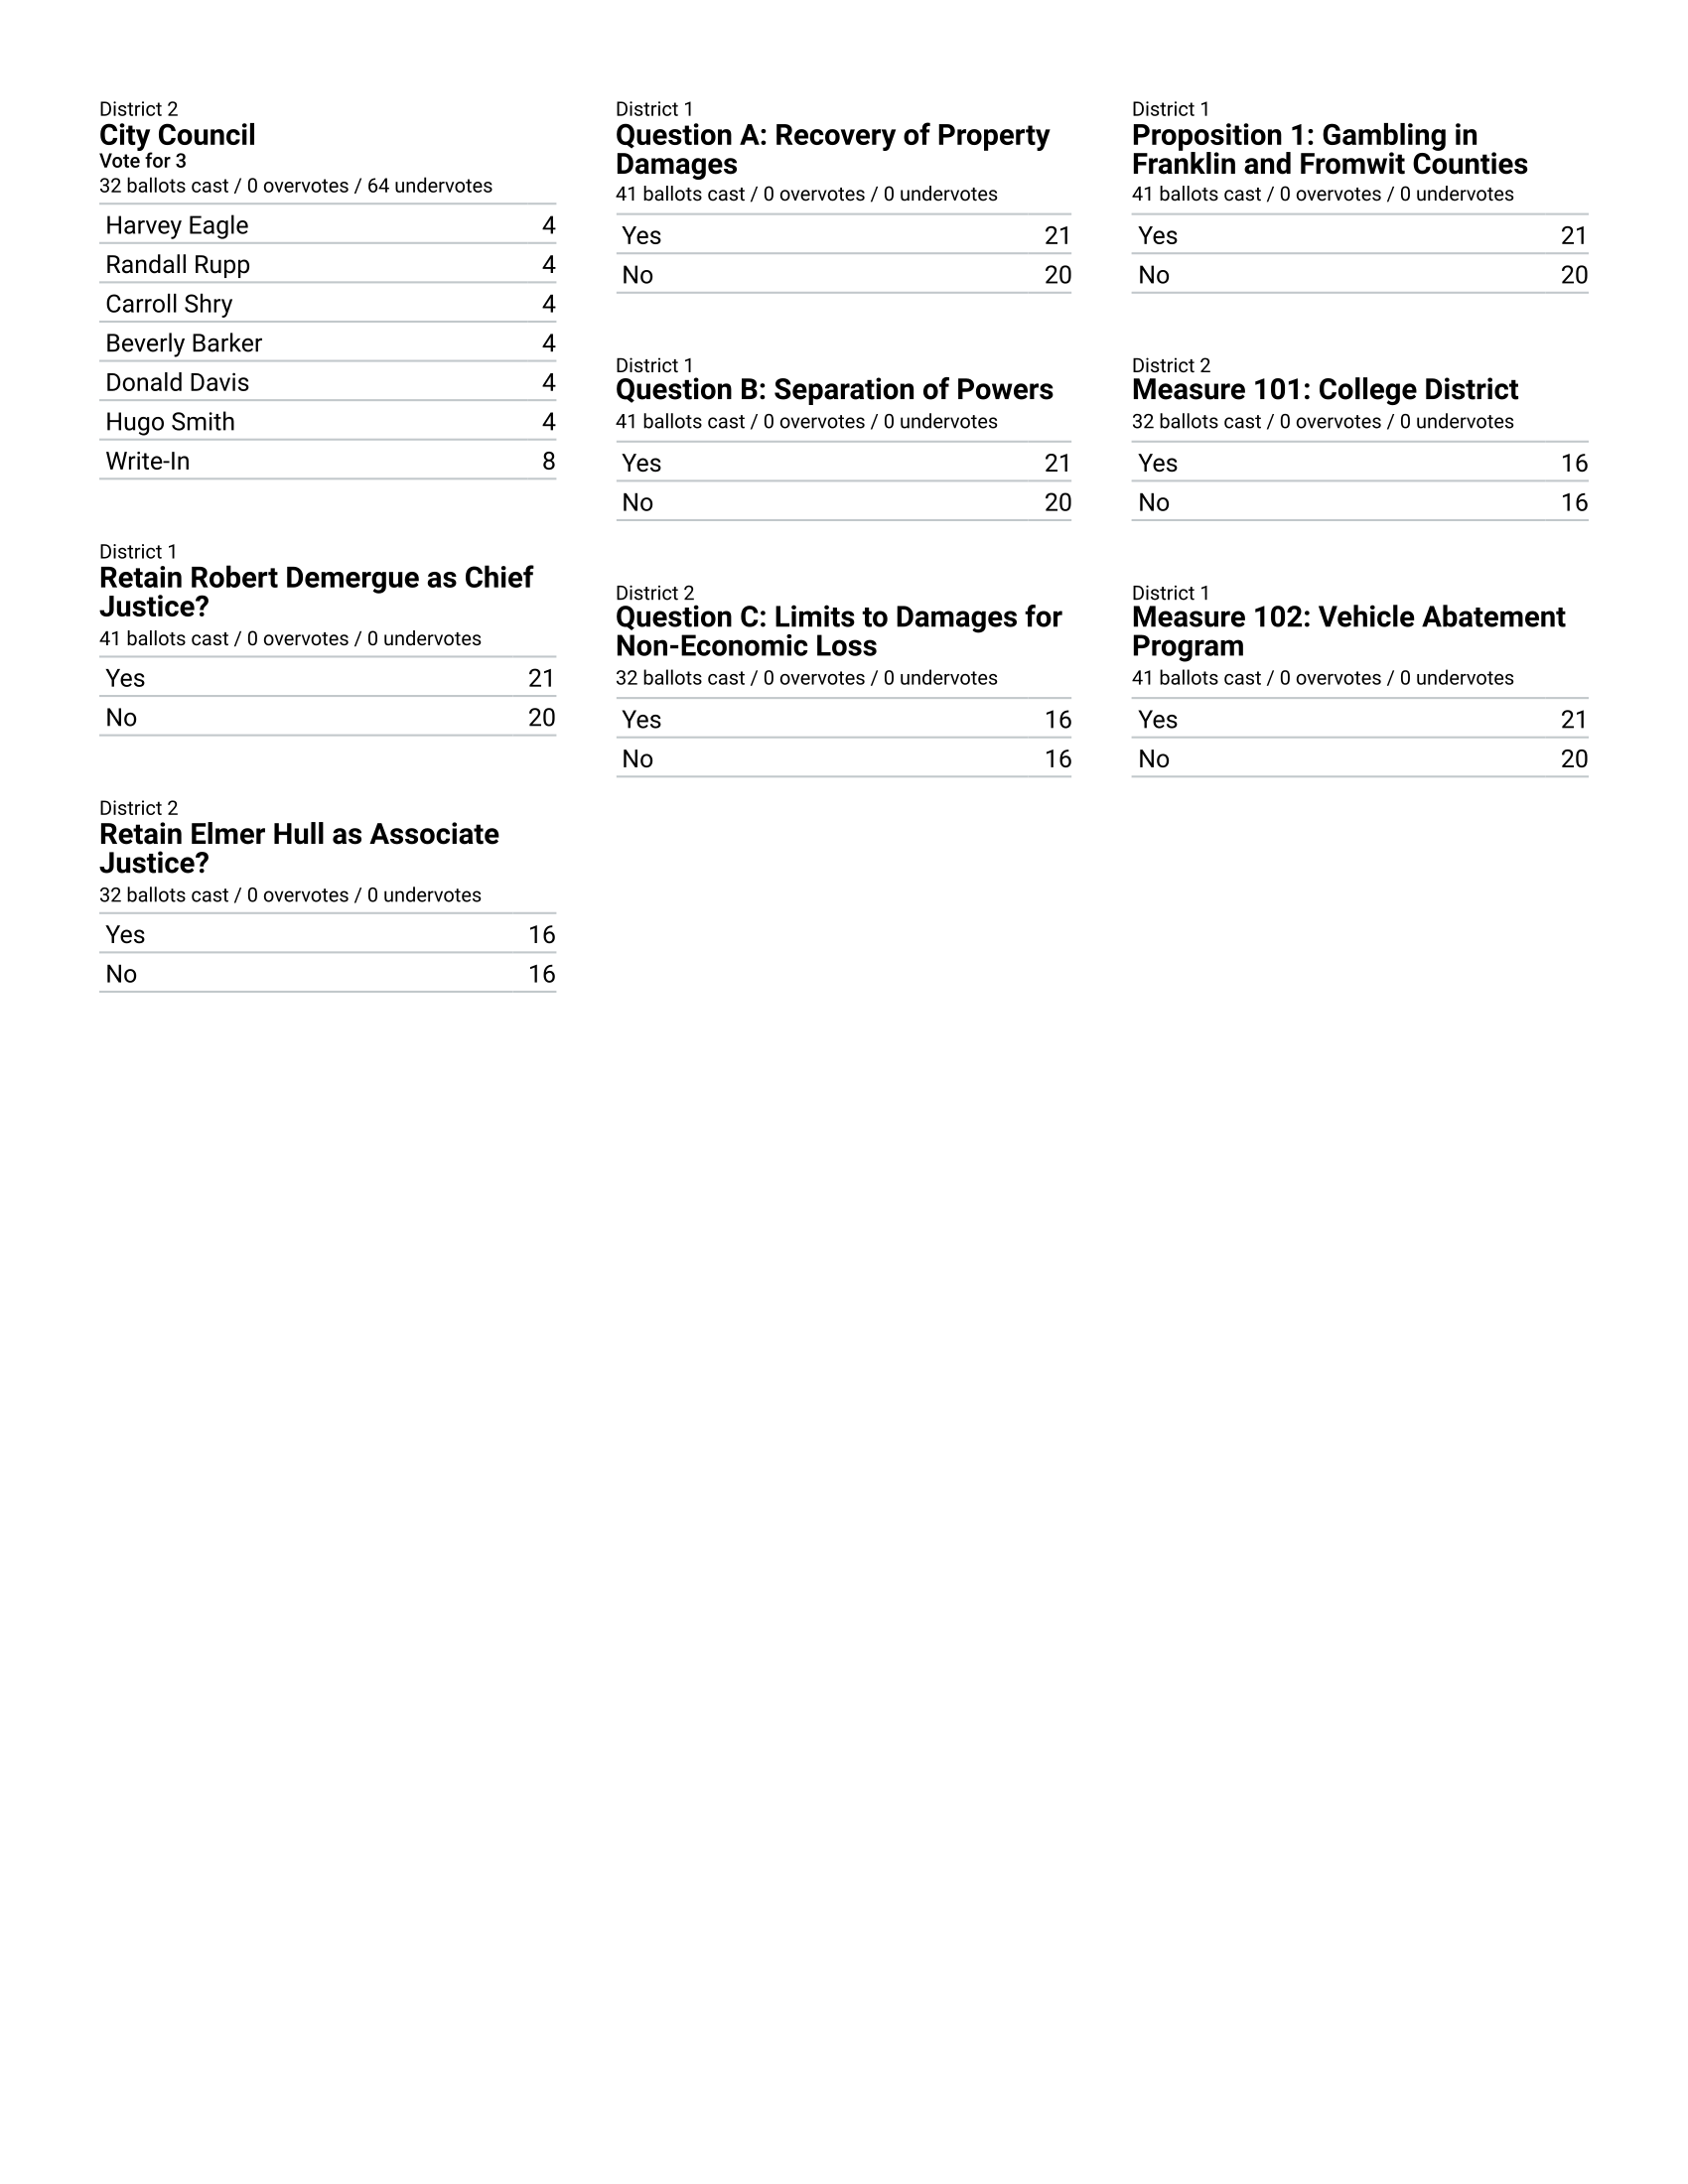 District 2
City Council
Vote for 3
32 ballots cast / 0 overvotes / 64 undervotes
Harvey Eagle 4
Randall Rupp 4
Carroll Shry 4
Beverly Barker 4
Donald Davis 4
Hugo Smith 4
Write-In 8
District 1
Retain Robert Demergue as Chief
Justice?
41 ballots cast / 0 overvotes / 0 undervotes
Yes 21
No 20
District 2
Retain Elmer Hull as Associate
Justice?
32 ballots cast / 0 overvotes / 0 undervotes
Yes 16
No 16
District 1
Question A: Recovery of Property
Damages
41 ballots cast / 0 overvotes / 0 undervotes
Yes 21
No 20
District 1
Question B: Separation of Powers
41 ballots cast / 0 overvotes / 0 undervotes
Yes 21
No 20
District 2
Question C: Limits to Damages for
Non-Economic Loss
32 ballots cast / 0 overvotes / 0 undervotes
Yes 16
No 16
District 1
Proposition 1: Gambling in
Franklin and Fromwit Counties
41 ballots cast / 0 overvotes / 0 undervotes
Yes 21
No 20
District 2
Measure 101: College District
32 ballots cast / 0 overvotes / 0 undervotes
Yes 16
No 16
District 1
Measure 102: Vehicle Abatement
Program
41 ballots cast / 0 overvotes / 0 undervotes
Yes 21
No 20